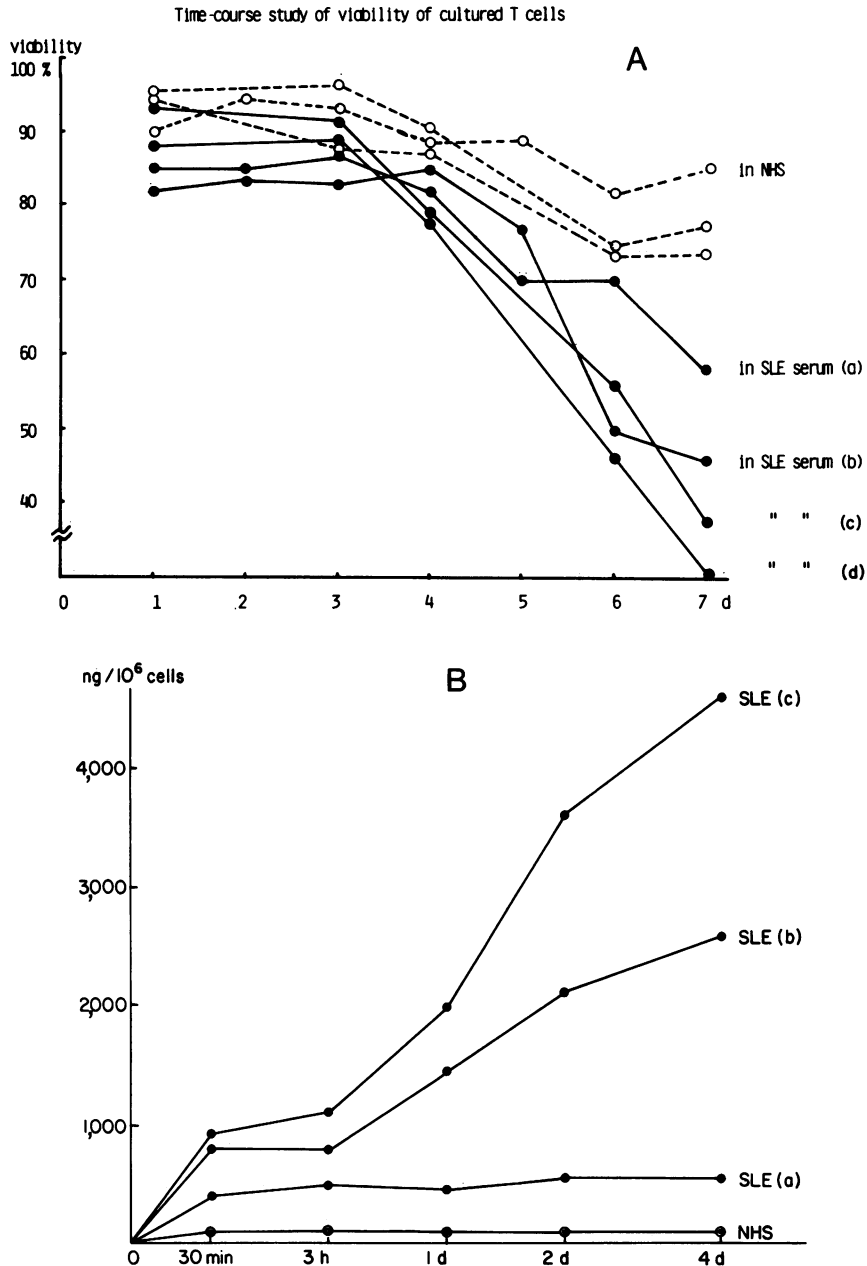 Time-course study of viability of cultured T cells
viability
A
100 %
90
80
70
60
50
40
in NHS
in SLE serum (a)
in SLE serum (b)
" " (c)
" " (d)
0 1 2 3 4 5 6 7 d
ng/10⁶ cells
B
4,000
3,000
2,000
1,000
SLE (c)
SLE (b)
SLE (a)
NHS
0 30 min 3 h 1 d 2 d 4 d